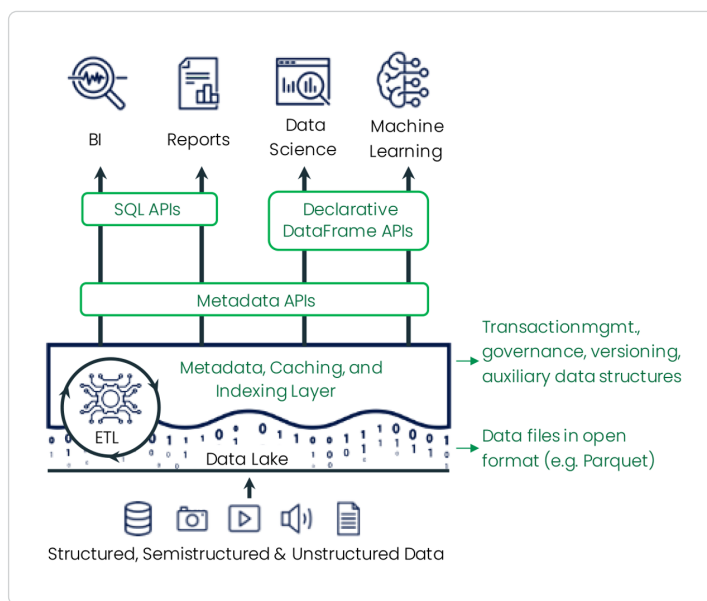 BI
Reports
Data
Science
Machine
Learning
SQL APIs
Declarative
DataFrame APIs
Metadata APIs
Metadata, Caching, and
Indexing Layer
Transactionmgmt.,
governance, versioning,
auxiliary data structures
ETL
Data Lake
Data files in open
format (e.g. Parquet)
Structured, Semistructured & Unstructured Data